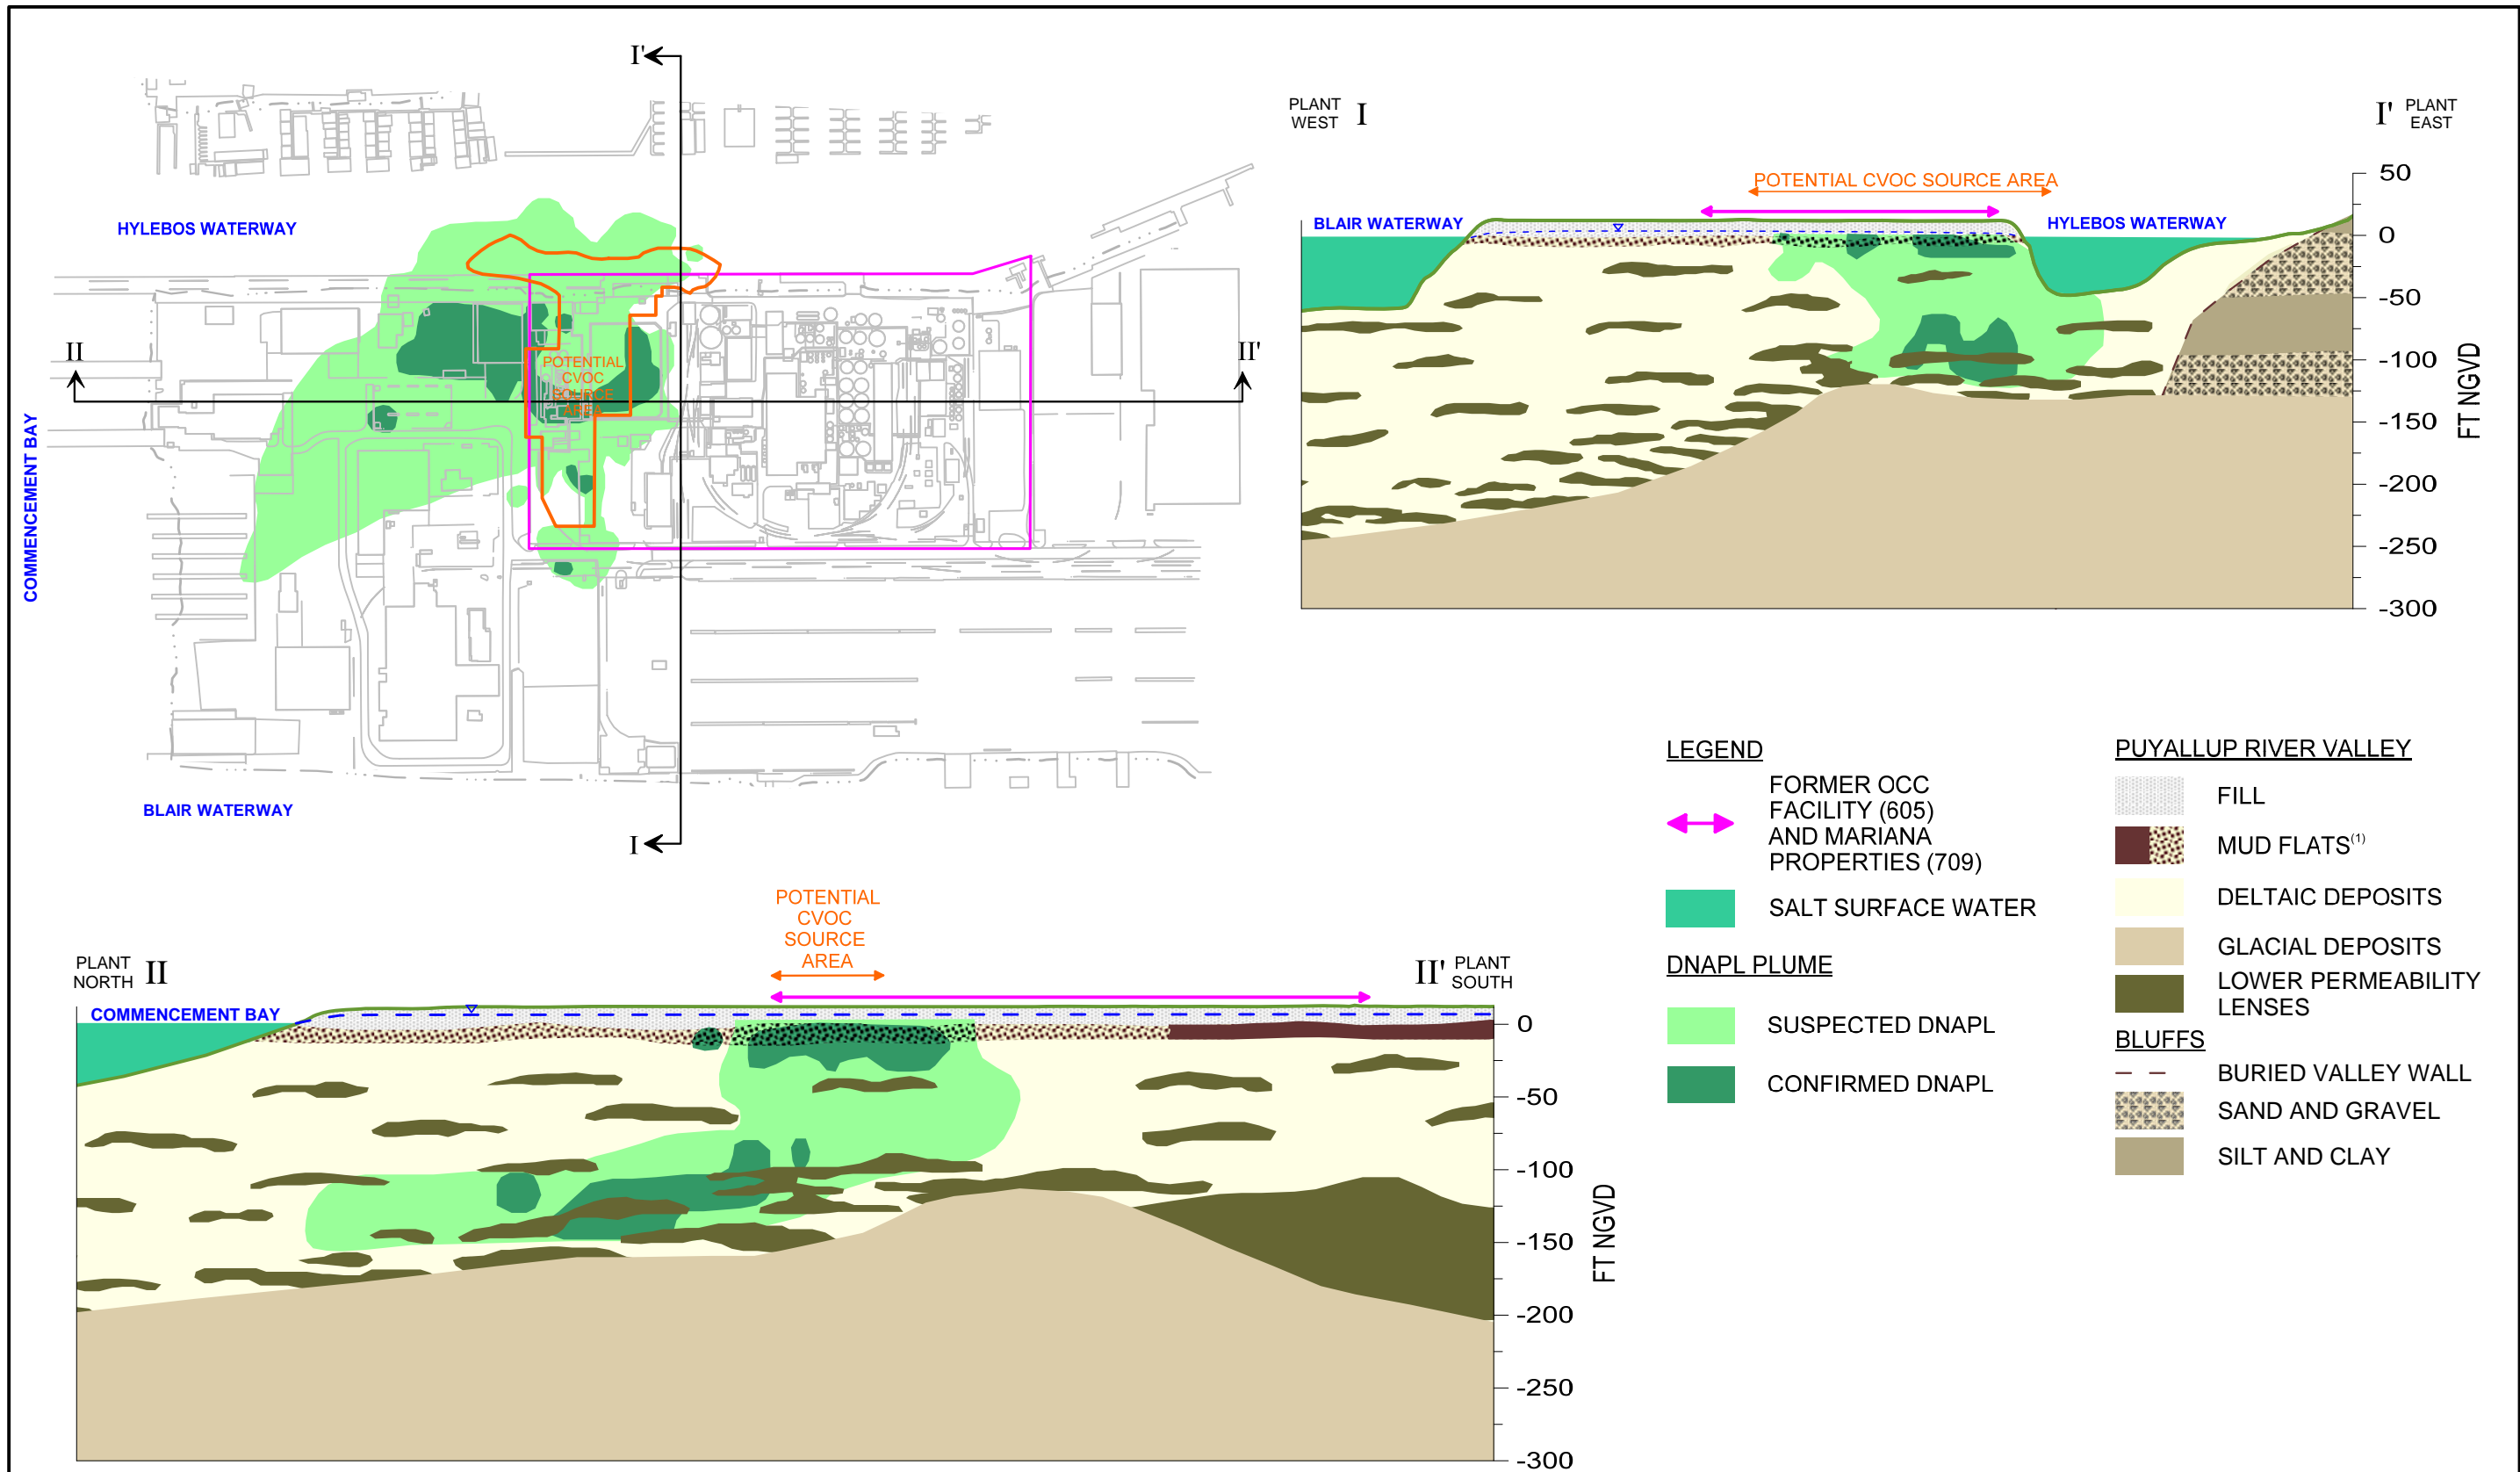 I'
HYLEBOS WATERWAY
II
II'
POTENTIAL
CVOC
SOURCE
AREA
COMMENCEMENT BAY
BLAIR WATERWAY
I
PLANT
WEST
I
I'
PLANT
EAST
POTENTIAL CVOC SOURCE AREA
BLAIR WATERWAY
HYLEBOS WATERWAY
50
0
-50
-100
-150
-200
-250
-300
FT NGVD
POTENTIAL
CVOC
SOURCE
AREA
PLANT
NORTH
II
II'
PLANT
SOUTH
COMMENCEMENT BAY
0
-50
-100
-150
-200
-250
-300
FT NGVD
LEGEND
FORMER OCC
FACILITY (605)
AND MARIANA
PROPERTIES (709)
SALT SURFACE WATER
DNAPL PLUME
SUSPECTED DNAPL
CONFIRMED DNAPL
PUYALLUP RIVER VALLEY
FILL
MUD FLATS(1)
DELTAIC DEPOSITS
GLACIAL DEPOSITS
LOWER PERMEABILITY
LENSES
BLUFFS
BURIED VALLEY WALL
SAND AND GRAVEL
SILT AND CLAY